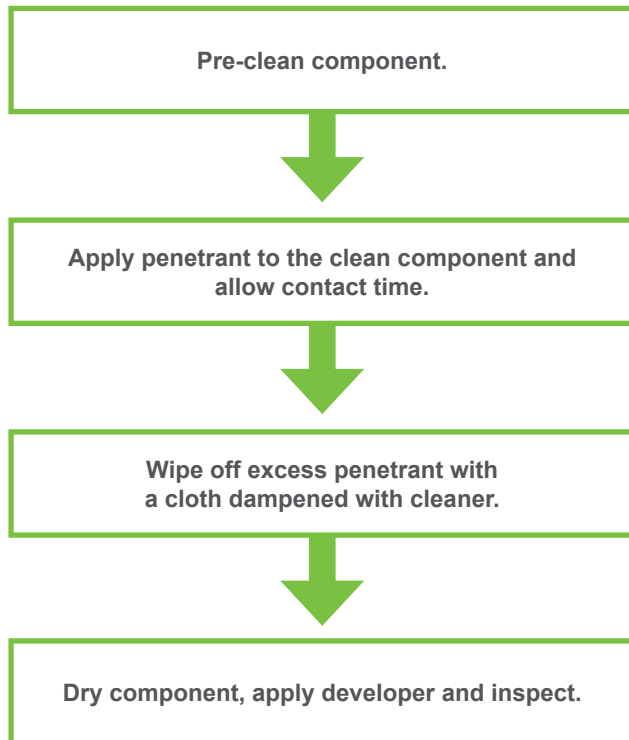 Pre-clean component.
Apply penetrant to the clean component and
allow contact time.
Wipe off excess penetrant with
a cloth dampened with cleaner.
Dry component, apply developer and inspect.